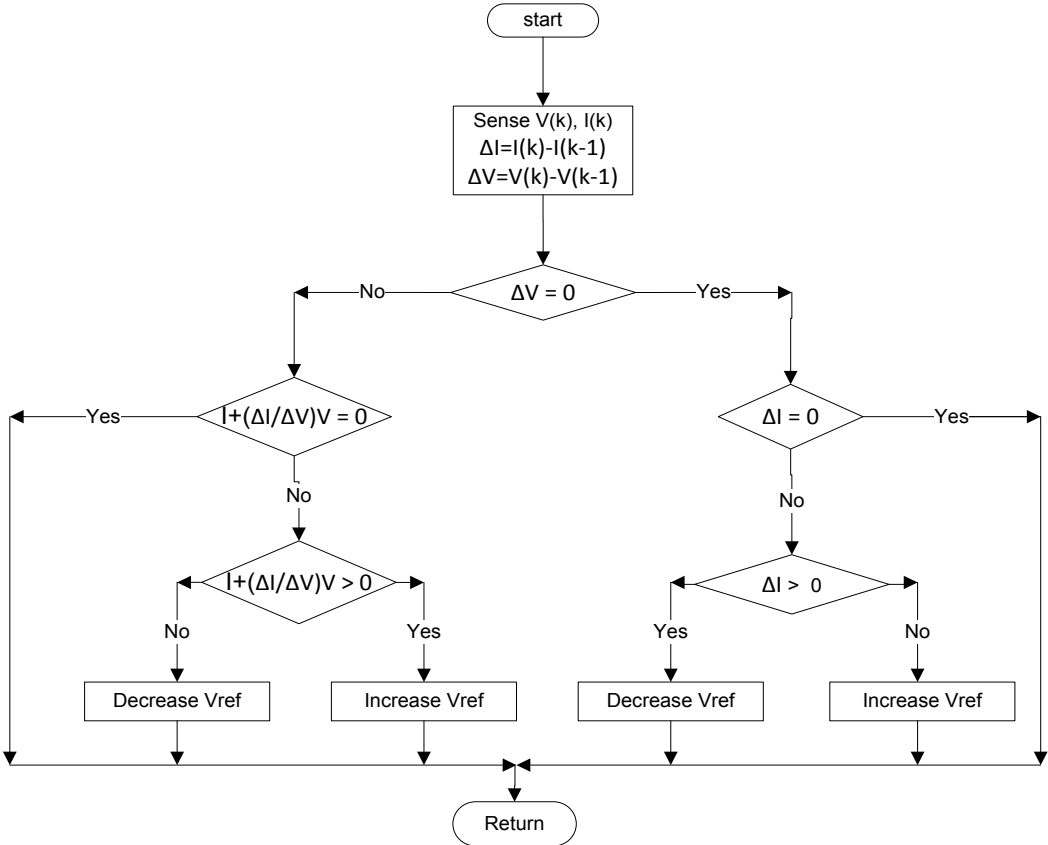 start
Sense V(k), I(k)
ΔI=I(k)-I(k-1)
ΔV=V(k)-V(k-1)
No
ΔV = 0
Yes
Yes
I+(ΔI/ΔV)V = 0
ΔI = 0
Yes
No
No
I+(ΔI/ΔV)V > 0
ΔI > 0
No
Yes
Yes
No
Decrease Vref
Increase Vref
Decrease Vref
Increase Vref
Return